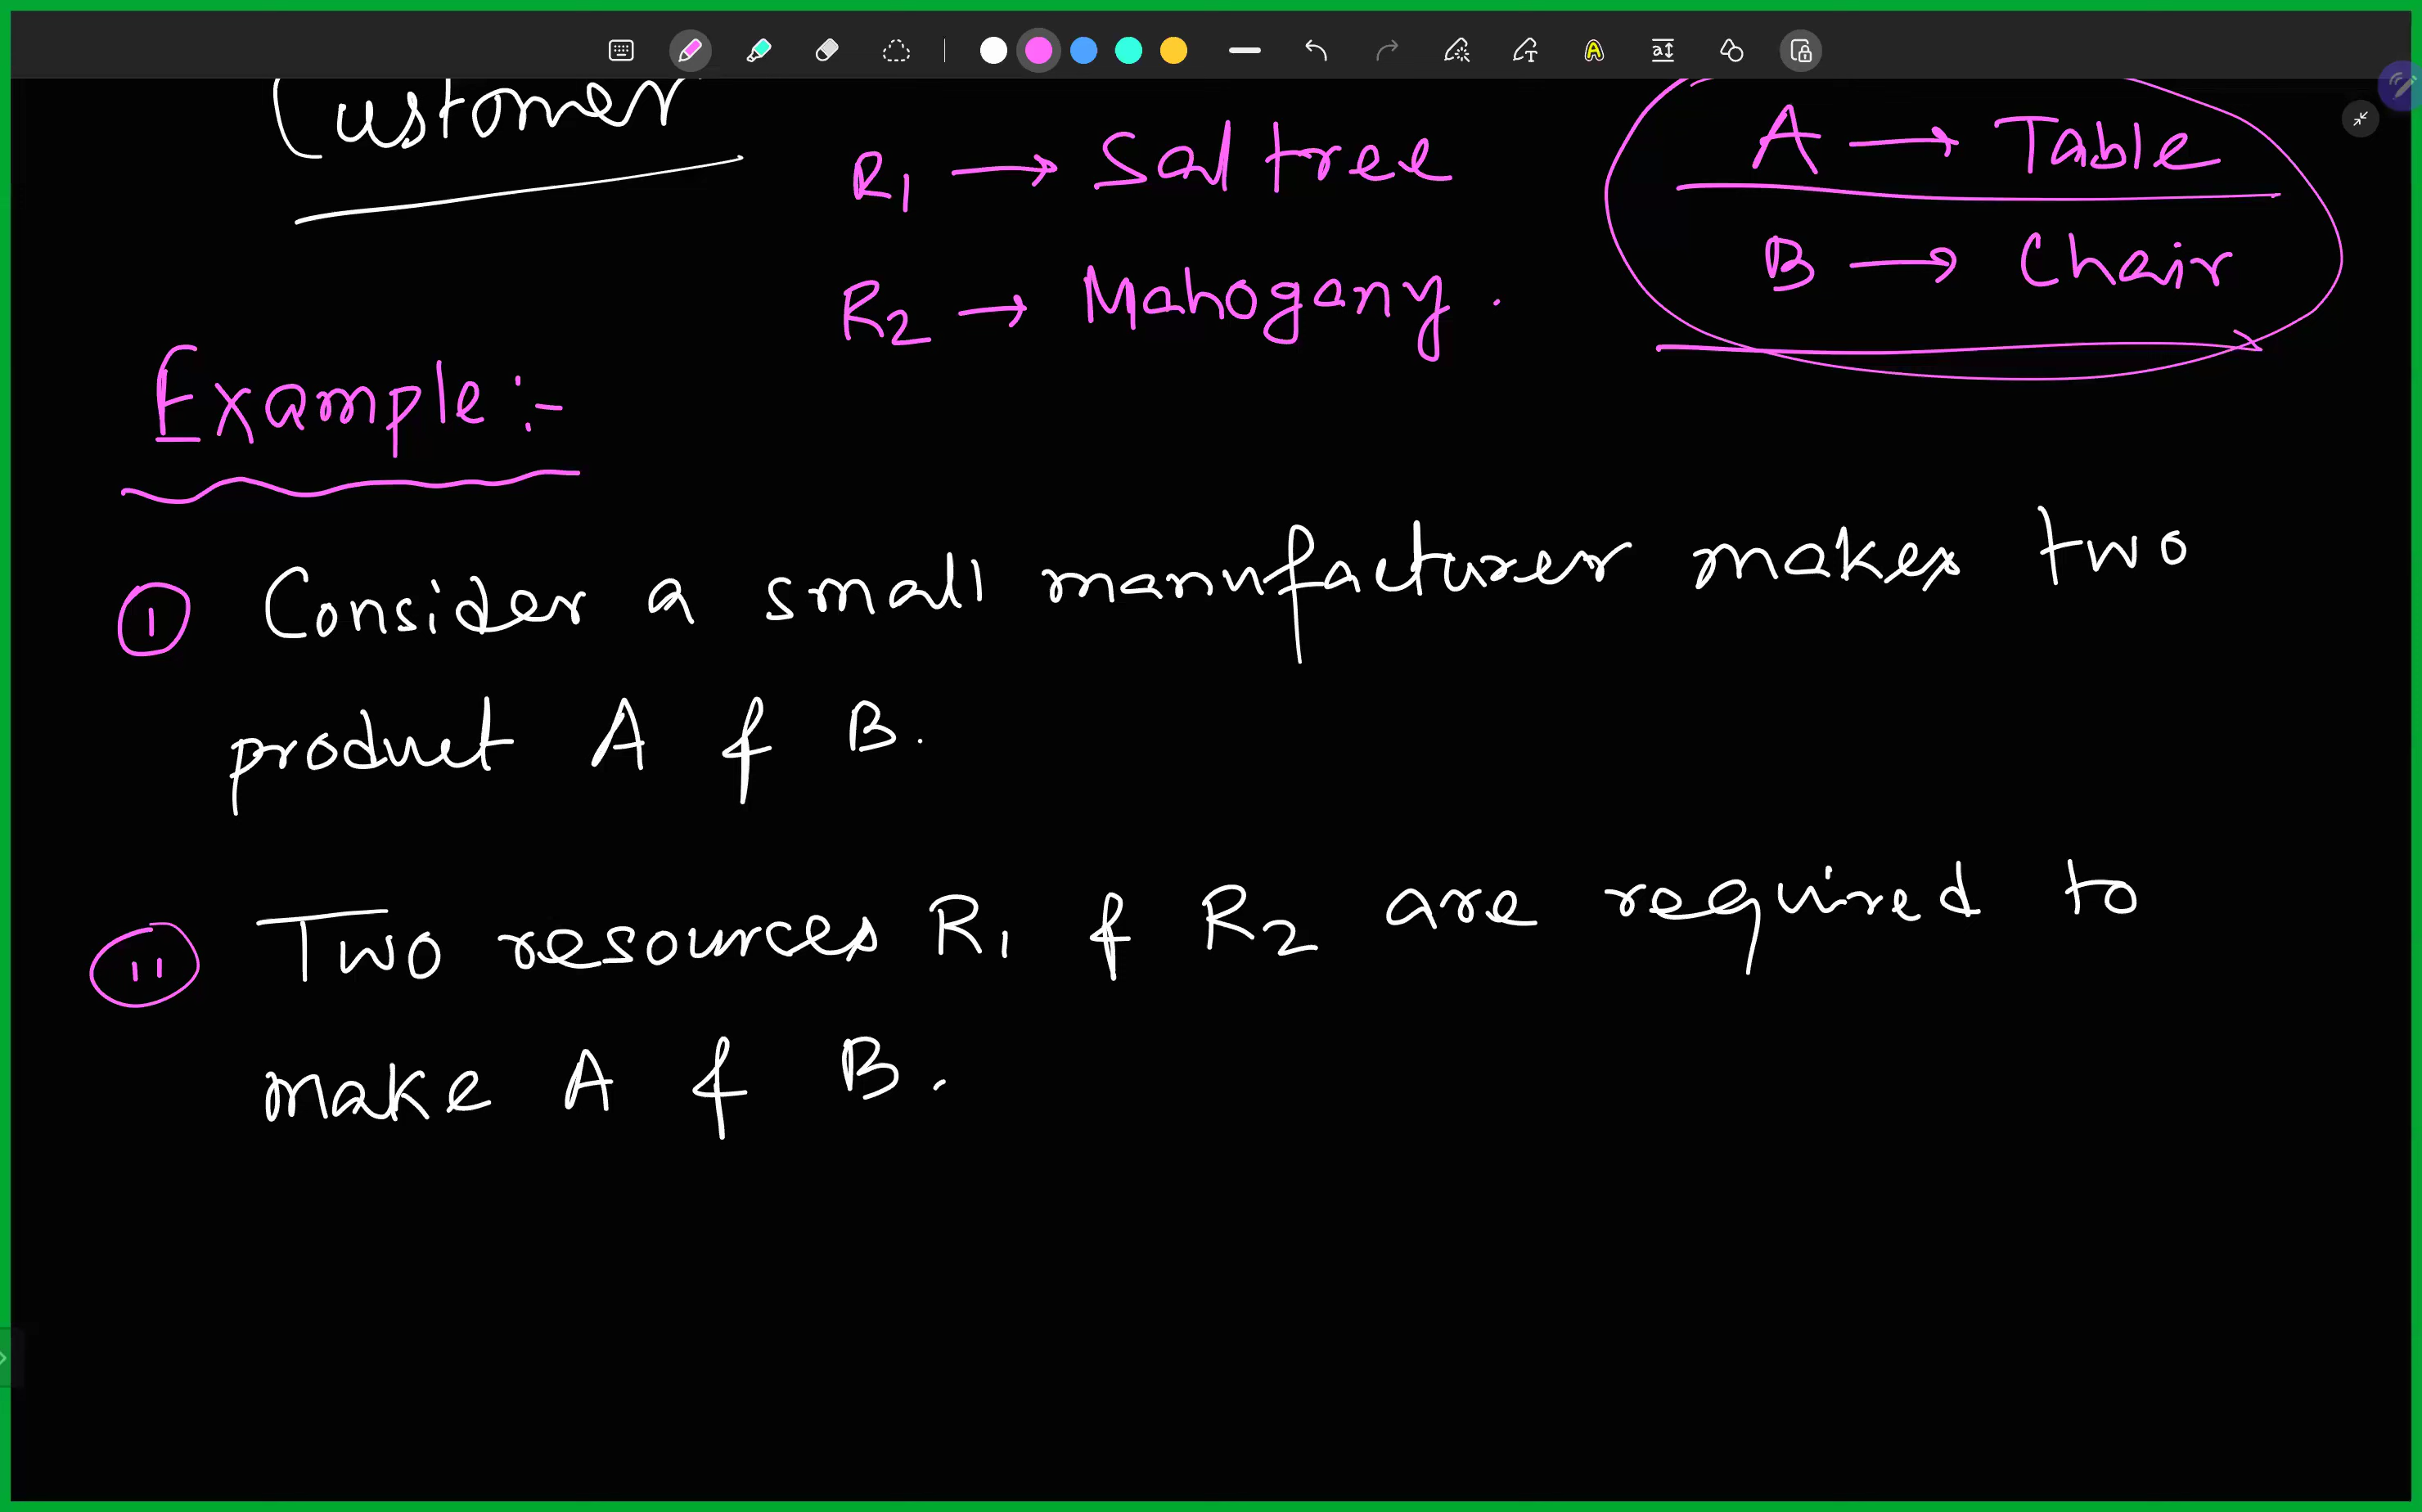 Customer
R1 → Sal tree
R2 → Mahogany.
A → Table
B → Chair
Example:-
① Consider a small manufacturer makes two
product A & B.
⑪ Two resources R1 & R2 are required to
make A & B.